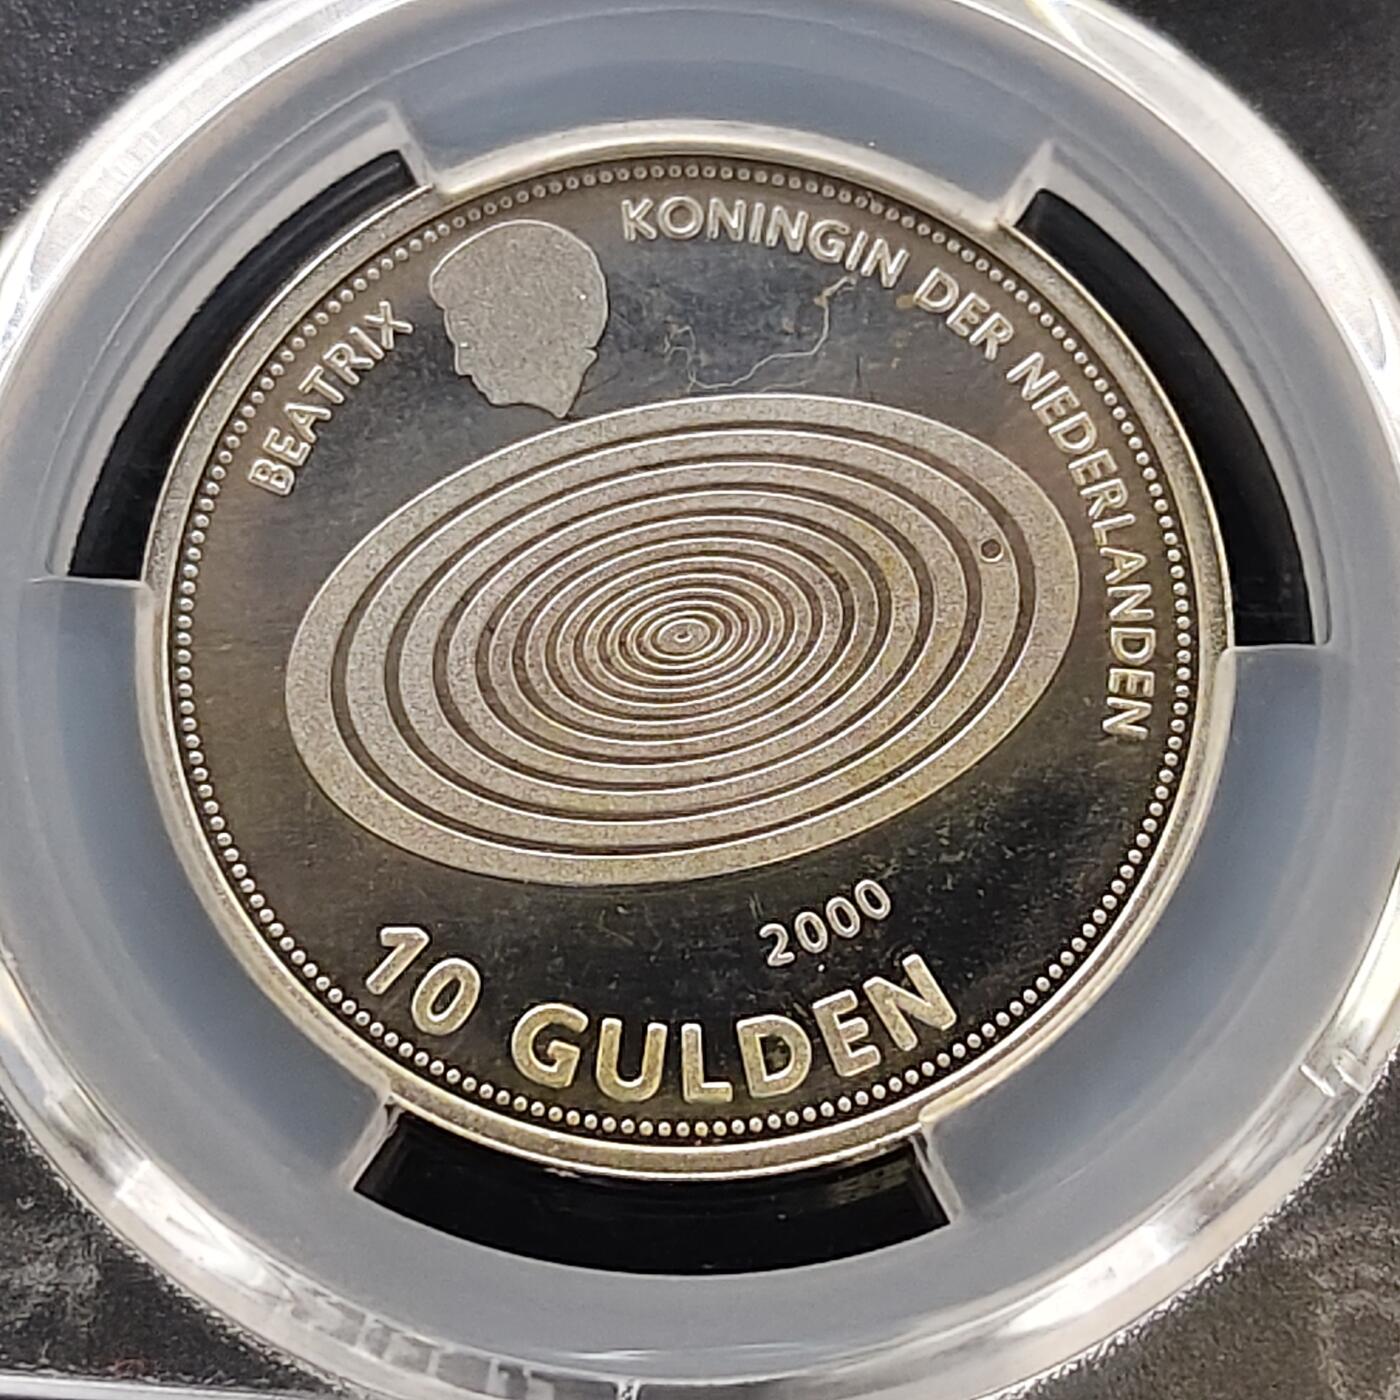 BEATRIX
KONINGIN DER NEDERLANDEN
2000
10 GULDEN